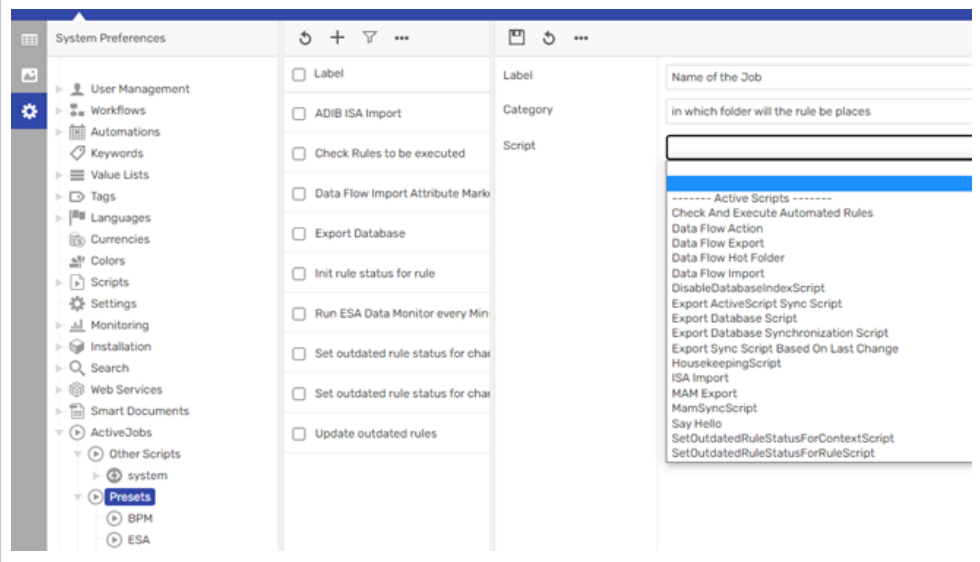 System Preferences
User Management
Workflows
Automations
Keywords
Value Lists
Tags
Languages
Currencies
Colors
Scripts
Settings
Monitoring
Installation
Search
Web Services
Smart Documents
ActiveJobs
Other Scripts
system
Presets
BPM
ESA
Label
ADIB ISA Import
Check Rules to be executed
Data Flow Import Attribute Marke
Export Database
Init rule status for rule
Run ESA Data Monitor every Min
Set outdated rule status for char
Set outdated rule status for char
Update outdated rules
Label
Name of the Job
Category
in which folder will the rule be places
Script
------- Active Scripts -------
Check And Execute Automated Rules
Data Flow Action
Data Flow Export
Data Flow Hot Folder
Data Flow Import
DisableDatabaseIndexScript
Export ActiveScript Sync Script
Export Database Script
Export Database Synchronization Script
Export Sync Script Based On Last Change
HousekeepingScript
ISA Import
MAM Export
MamSyncScript
Say Hello
SetOutdatedRuleStatusForContextScript
SetOutdatedRuleStatusForRuleScript